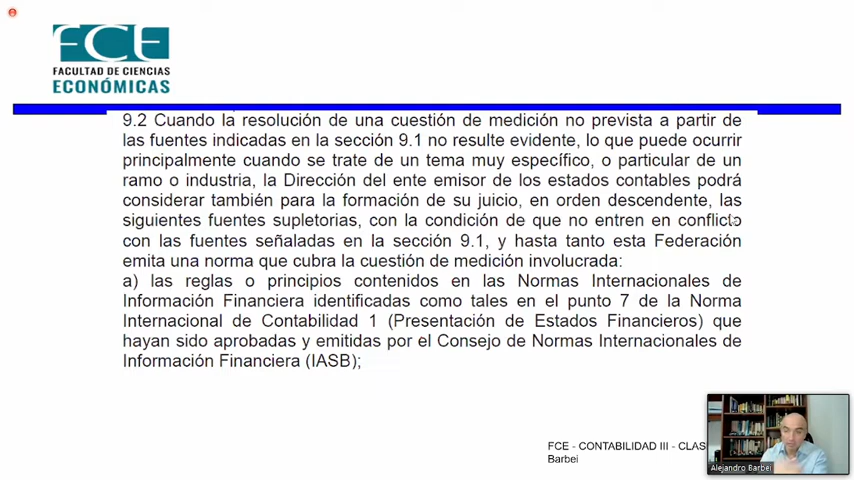 FCE
FACULTAD DE CIENCIAS
ECONÓMICAS
9.2 Cuando la resolución de una cuestión de medición no prevista a partir de
las fuentes indicadas en la sección 9.1 no resulte evidente, lo que puede ocurrir
principalmente cuando se trate de un tema muy específico, o particular de un
ramo o industria, la Dirección del ente emisor de los estados contables podrá
considerar también para la formación de su juicio, en orden descendente, las
siguientes fuentes supletorias, con la condición de que no entren en conflicto
con las fuentes señaladas en la sección 9.1, y hasta tanto esta Federación
emita una norma que cubra la cuestión de medición involucrada:
a) las reglas o principios contenidos en las Normas Internacionales de
Información Financiera identificadas como tales en el punto 7 de la Norma
Internacional de Contabilidad 1 (Presentación de Estados Financieros) que
hayan sido aprobadas y emitidas por el Consejo de Normas Internacionales de
Información Financiera (IASB);
FCE - CONTABILIDAD III - CLAS
Barbei
Alejandro Barbei